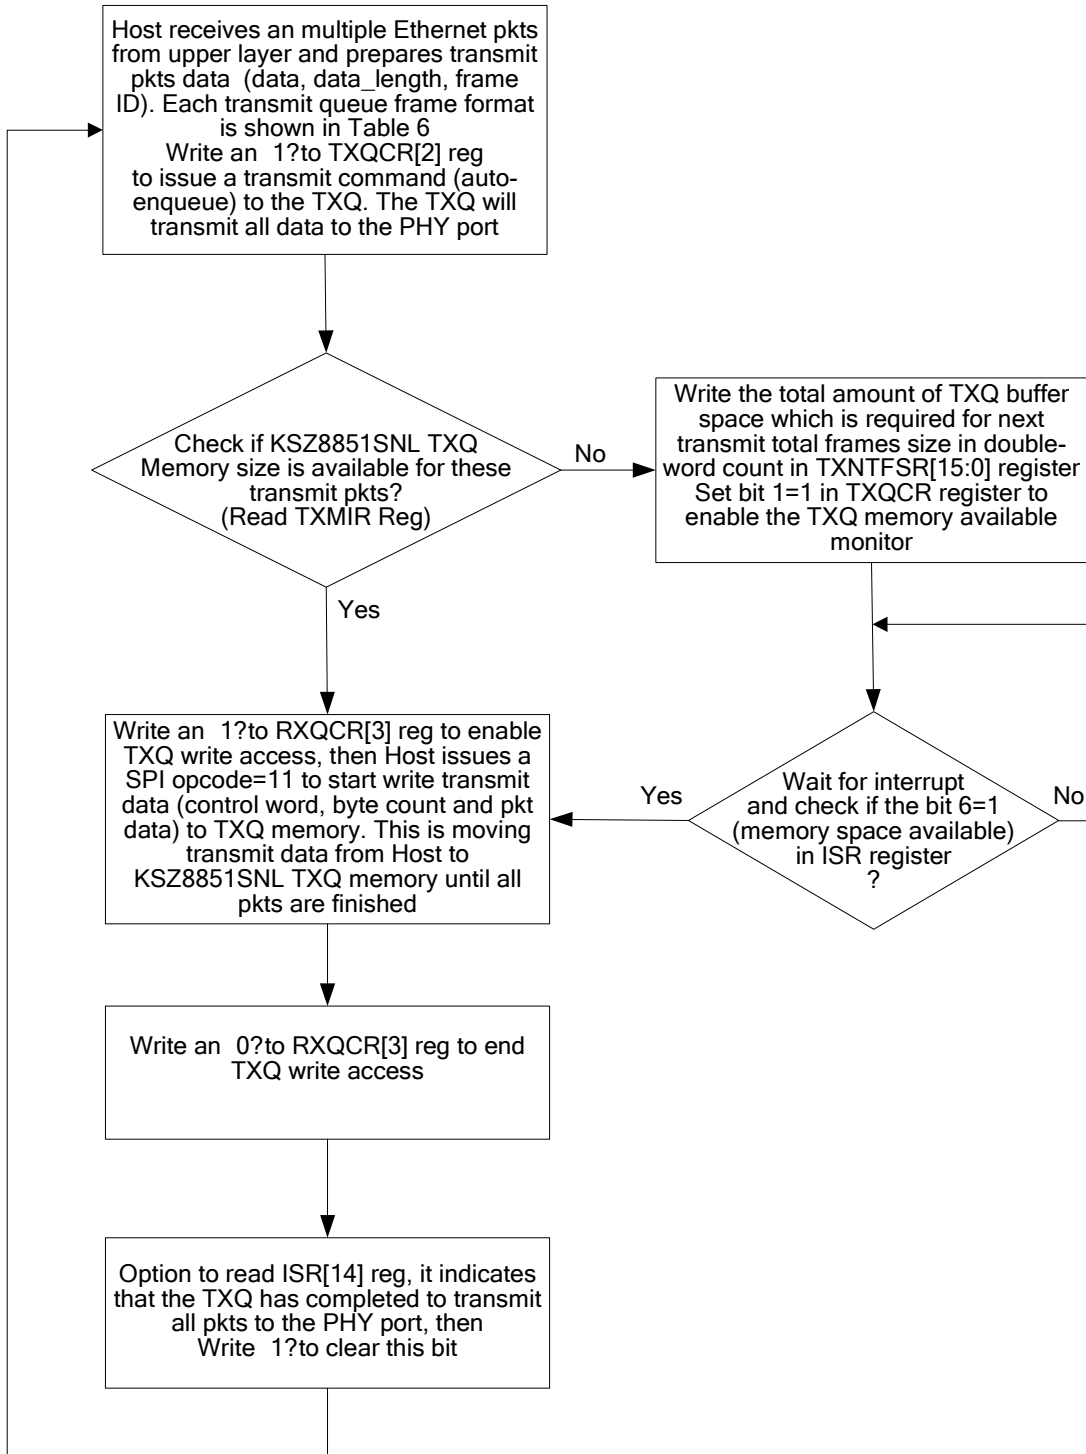 Host receives an multiple Ethernet pkts
from upper layer and prepares transmit
pkts data  (data, data_length, frame
ID). Each transmit queue frame format
is shown in Table 6
Write an  1?to TXQCR[2] reg
to issue a transmit command (auto-
enqueue) to the TXQ. The TXQ will
transmit all data to the PHY port
Check if KSZ8851SNL TXQ
Memory size is available for these
transmit pkts?
(Read TXMIR Reg)
No
Write the total amount of TXQ buffer
space which is required for next
transmit total frames size in double-
word count in TXNTFSR[15:0] register
Set bit 1=1 in TXQCR register to
enable the TXQ memory available
monitor
Yes
Write an  1?to RXQCR[3] reg to enable
TXQ write access, then Host issues a
SPI opcode=11 to start write transmit
data (control word, byte count and pkt
data) to TXQ memory. This is moving
transmit data from Host to
KSZ8851SNL TXQ memory until all
pkts are finished
Yes
Wait for interrupt
and check if the bit 6=1
(memory space available)
in ISR register
?
No
Write an  0?to RXQCR[3] reg to end
TXQ write access
Option to read ISR[14] reg, it indicates
that the TXQ has completed to transmit
all pkts to the PHY port, then
Write  1?to clear this bit